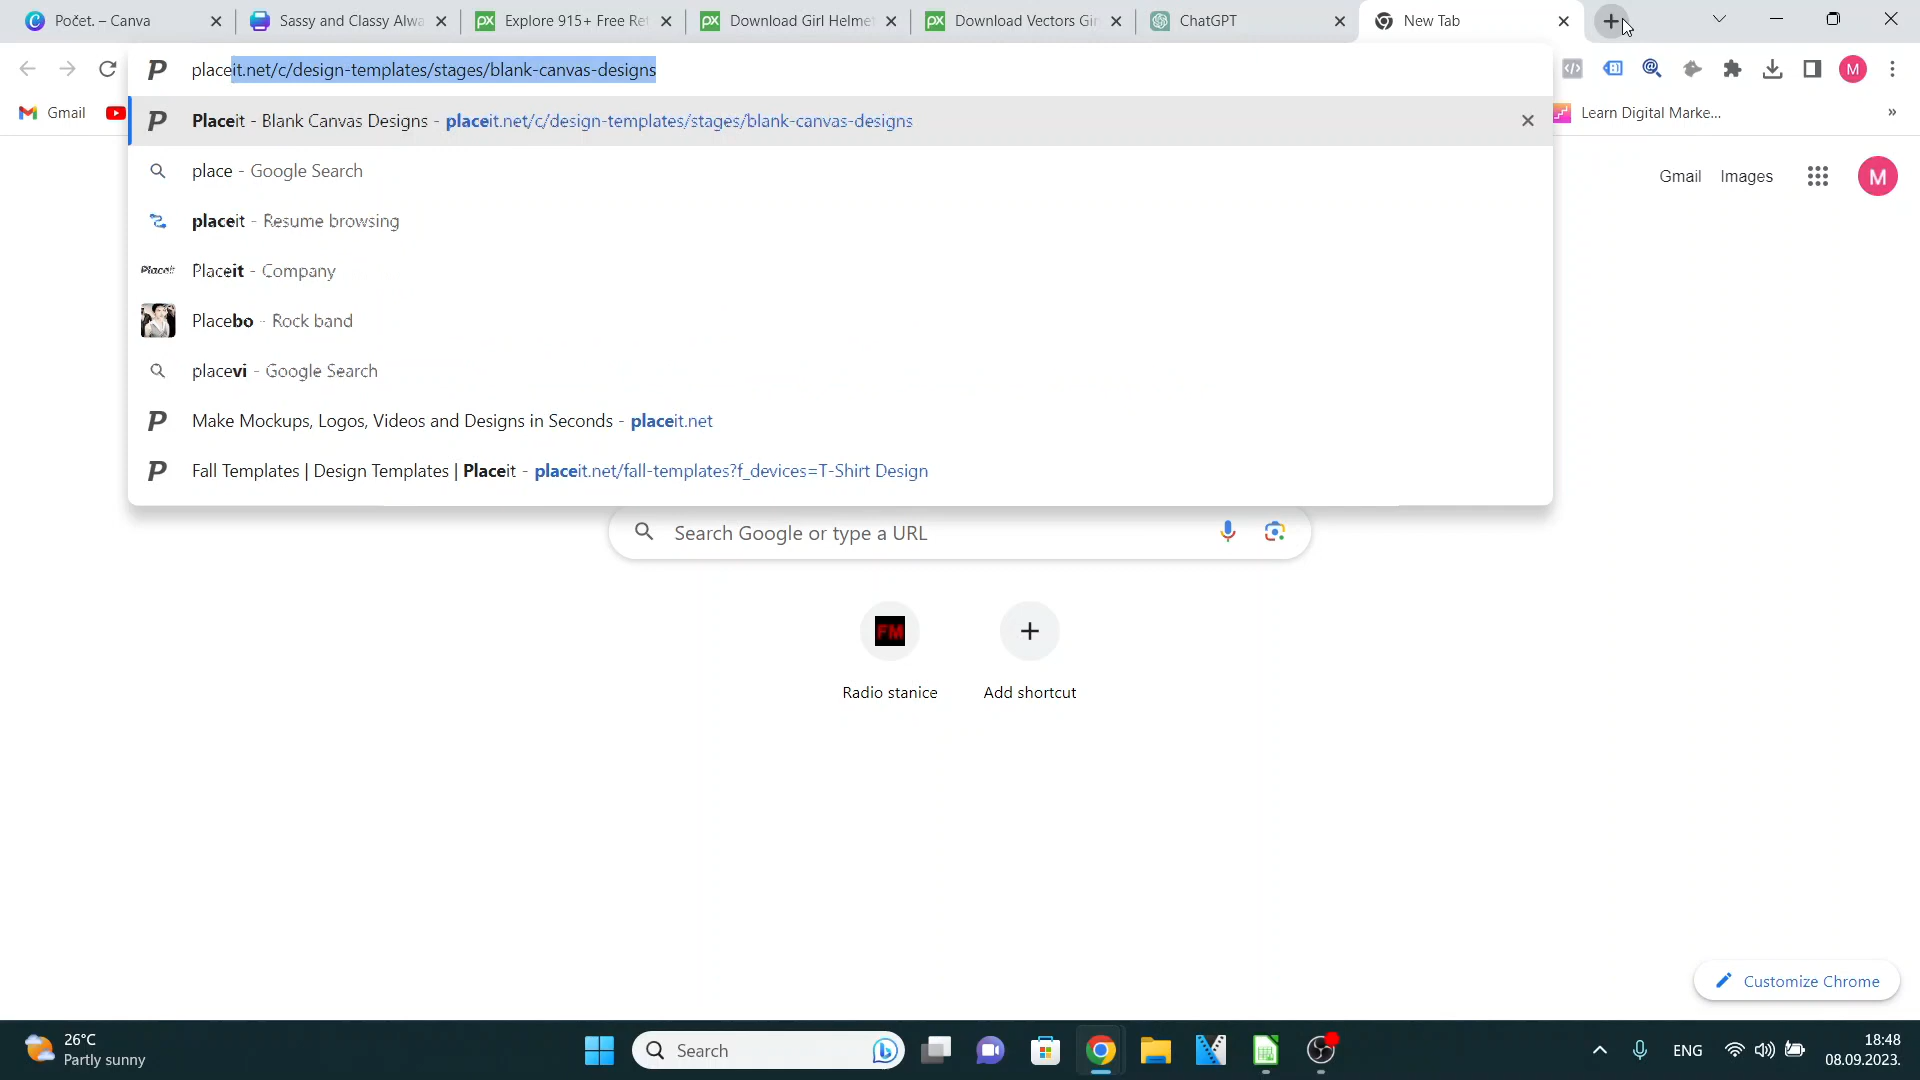 Počet. – Canva
Sassy and Classy Alwa
Explore 915+ Free Ret
Download Girl Helmet
Download Vectors Gir
ChatGPT
New Tab
placeit.net/c/design-templates/stages/blank-canvas-designs
M
Gmail
Placeit - Blank Canvas Designs - placeit.net/c/design-templates/stages/blank-canvas-designs
Learn Digital Marke...
»
place - Google Search
Gmail Images
M
placeit - Resume browsing
Placeit Placeit - Company
Placebo - Rock band
placevi - Google Search
Make Mockups, Logos, Videos and Designs in Seconds - placeit.net
Fall Templates | Design Templates | Placeit - placeit.net/fall-templates?f_devices=T-Shirt Design
Search Google or type a URL
FM
Radio stanice
Add shortcut
Customize Chrome
26°C
Partly sunny
Search
ENG
18:48
08.09.2023.